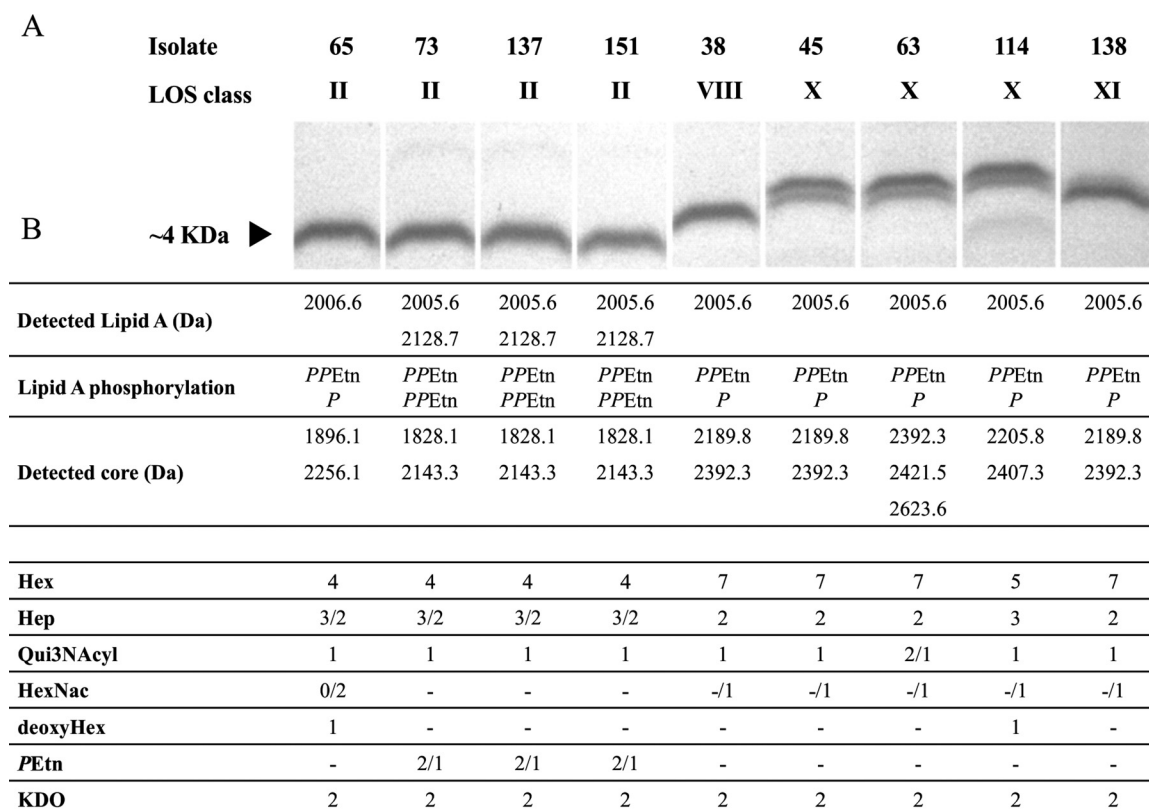 A
Isolate 65 73 137 151 38 45 63 114 138
LOS class II II II II VIII X X X XI
B
~4 KDa
Detected Lipid A (Da) 2006.6 2005.6 2005.6 2005.6 2005.6 2005.6 2005.6 2005.6 2005.6
2128.7 2128.7 2128.7
Lipid A phosphorylation PPEtn PPEtn PPEtn PPEtn PPEtn PPEtn PPEtn PPEtn PPEtn
P PPEtn PPEtn PPEtn P P P P P
Detected core (Da) 1896.1 1828.1 1828.1 1828.1 2189.8 2189.8 2392.3 2205.8 2189.8
2256.1 2143.3 2143.3 2143.3 2392.3 2392.3 2421.5 2407.3 2392.3
2623.6
Hex 4 4 4 4 7 7 7 5 7
Hep 3/2 3/2 3/2 3/2 2 2 2 3 2
Qui3NAcyl 1 1 1 1 1 1 2/1 1 1
HexNac 0/2 - - - -/1 -/1 -/1 -/1 -/1
deoxyHex 1 - - - - - - 1 -
PEtn - 2/1 2/1 2/1 - - - - -
KDO 2 2 2 2 2 2 2 2 2